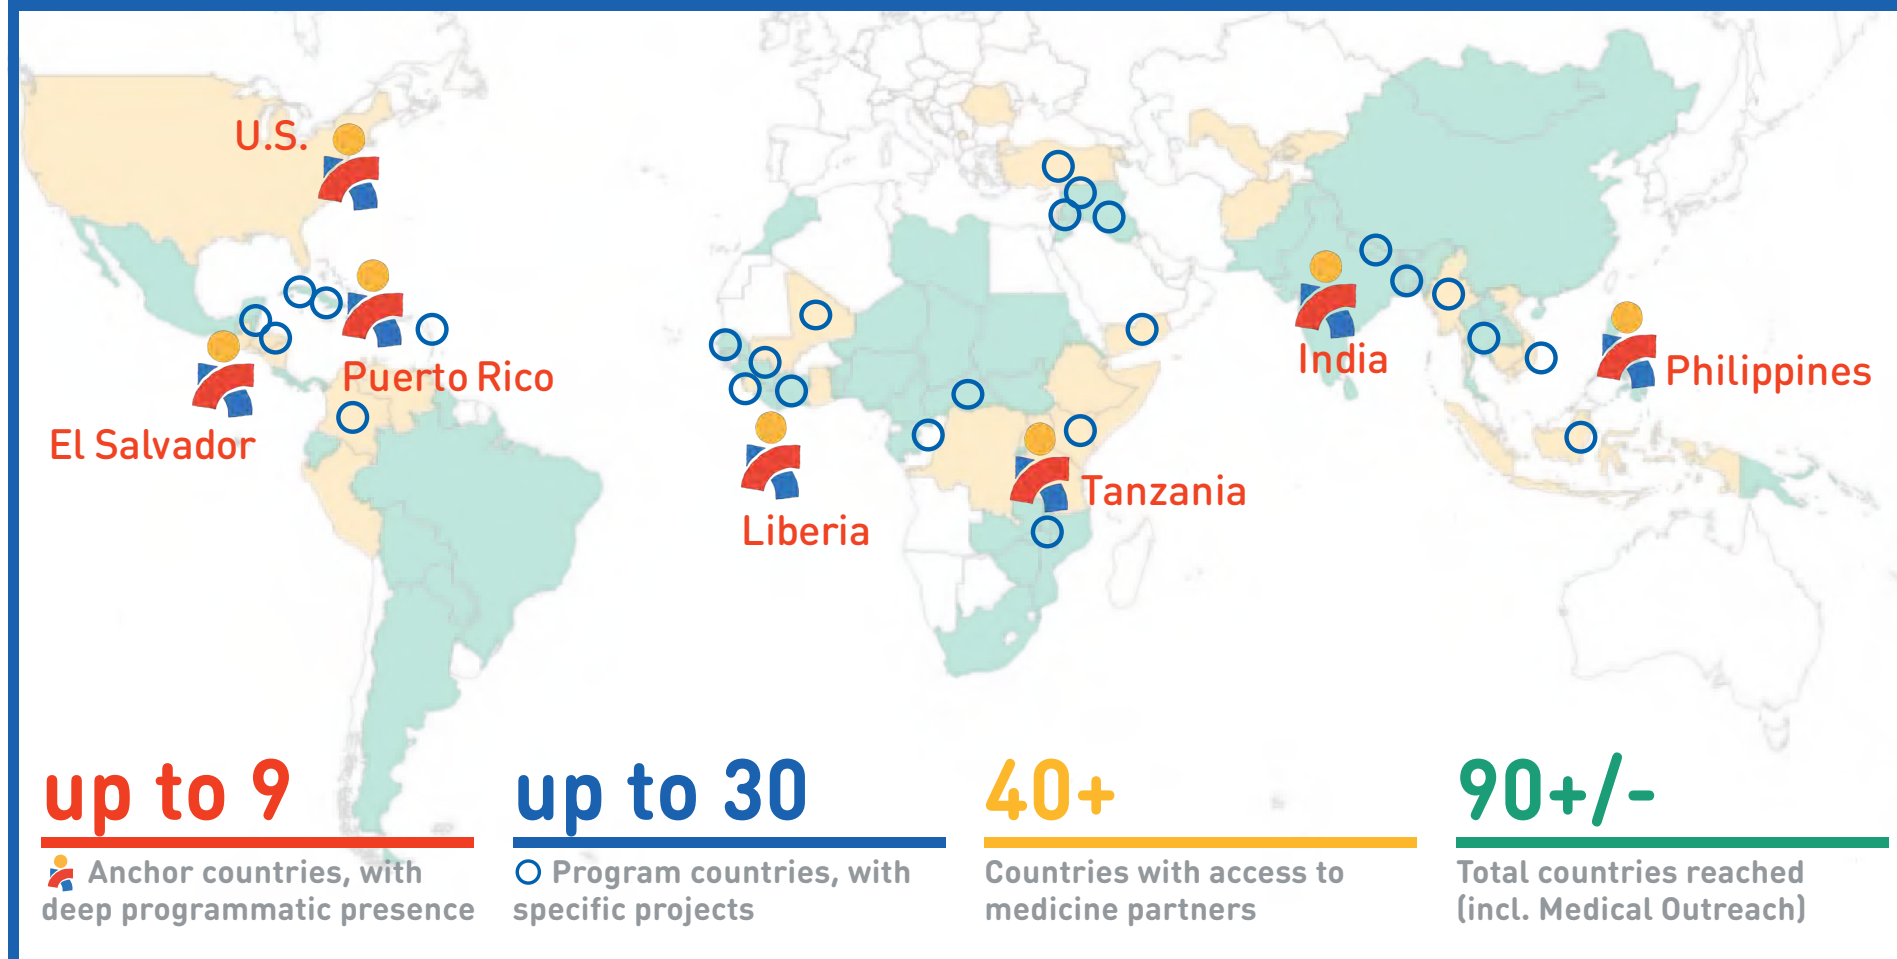 U.S.
Puerto Rico
El Salvador
Liberia
Tanzania
India
Philippines
up to 9
Anchor countries, with
deep programmatic presence
up to 30
Program countries, with
specific projects
40+
Countries with access to
medicine partners
90+/-
Total countries reached
(incl. Medical Outreach)